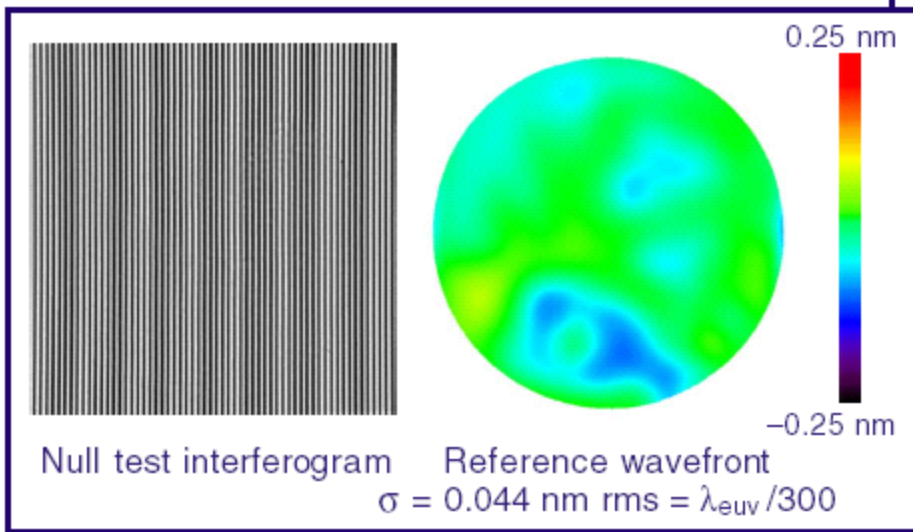 0.25 nm
−0.25 nm
Null test interferogram
Reference wavefront
σ = 0.044 nm rms = λeuv/300